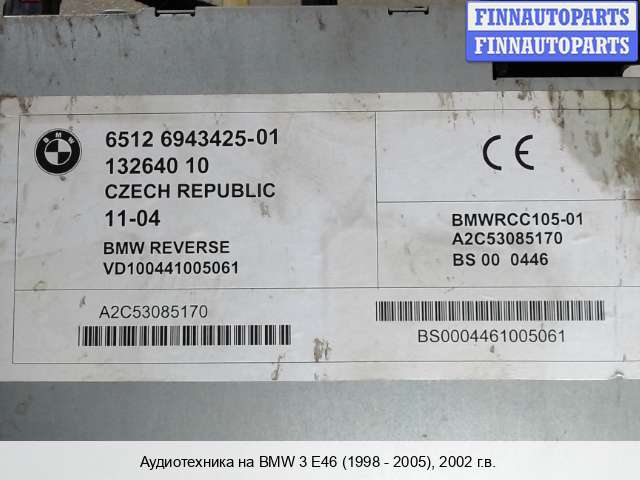 FINNAUTOPARTS
FINNAUTOPARTS
BMW
6512 6943425-01
132640 10
CZECH REPUBLIC
11-04
BMW REVERSE
VD100441005061
A2C53085170
CE
BMWRCC105-01
A2C53085170
BS 00 0446
BS0004461005061
Аудиотехника на BMW 3 E46 (1998 - 2005), 2002 г.в.